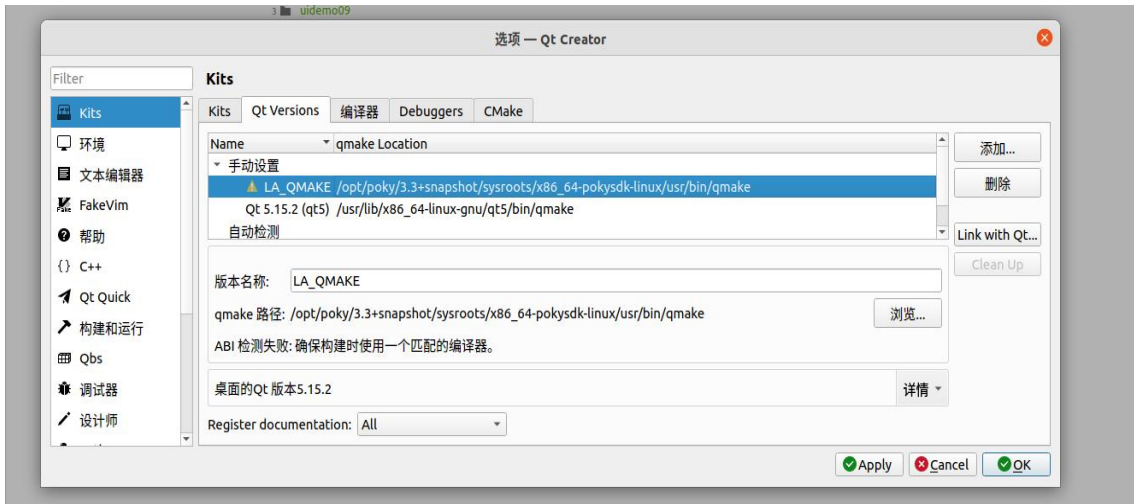 3 uidemo09
选项 — Qt Creator
Filter
Kits
Kits
环境
文本编辑器
FakeVim
帮助
{} C++
Qt Quick
构建和运行
Qbs
调试器
设计师
Kits Qt Versions 编译器 Debuggers CMake
Name qmake Location
手动设置
LA_QMAKE /opt/poky/3.3+snapshot/sysroots/x86_64-pokysdk-linux/usr/bin/qmake
Qt 5.15.2 (qt5) /usr/lib/x86_64-linux-gnu/qt5/bin/qmake
自动检测
添加...
删除
Link with Qt...
Clean Up
版本名称: LA_QMAKE
qmake 路径: /opt/poky/3.3+snapshot/sysroots/x86_64-pokysdk-linux/usr/bin/qmake 浏览...
ABI 检测失败: 确保构建时使用一个匹配的编译器。
桌面的Qt 版本5.15.2 详情
Register documentation: All
Apply Cancel OK